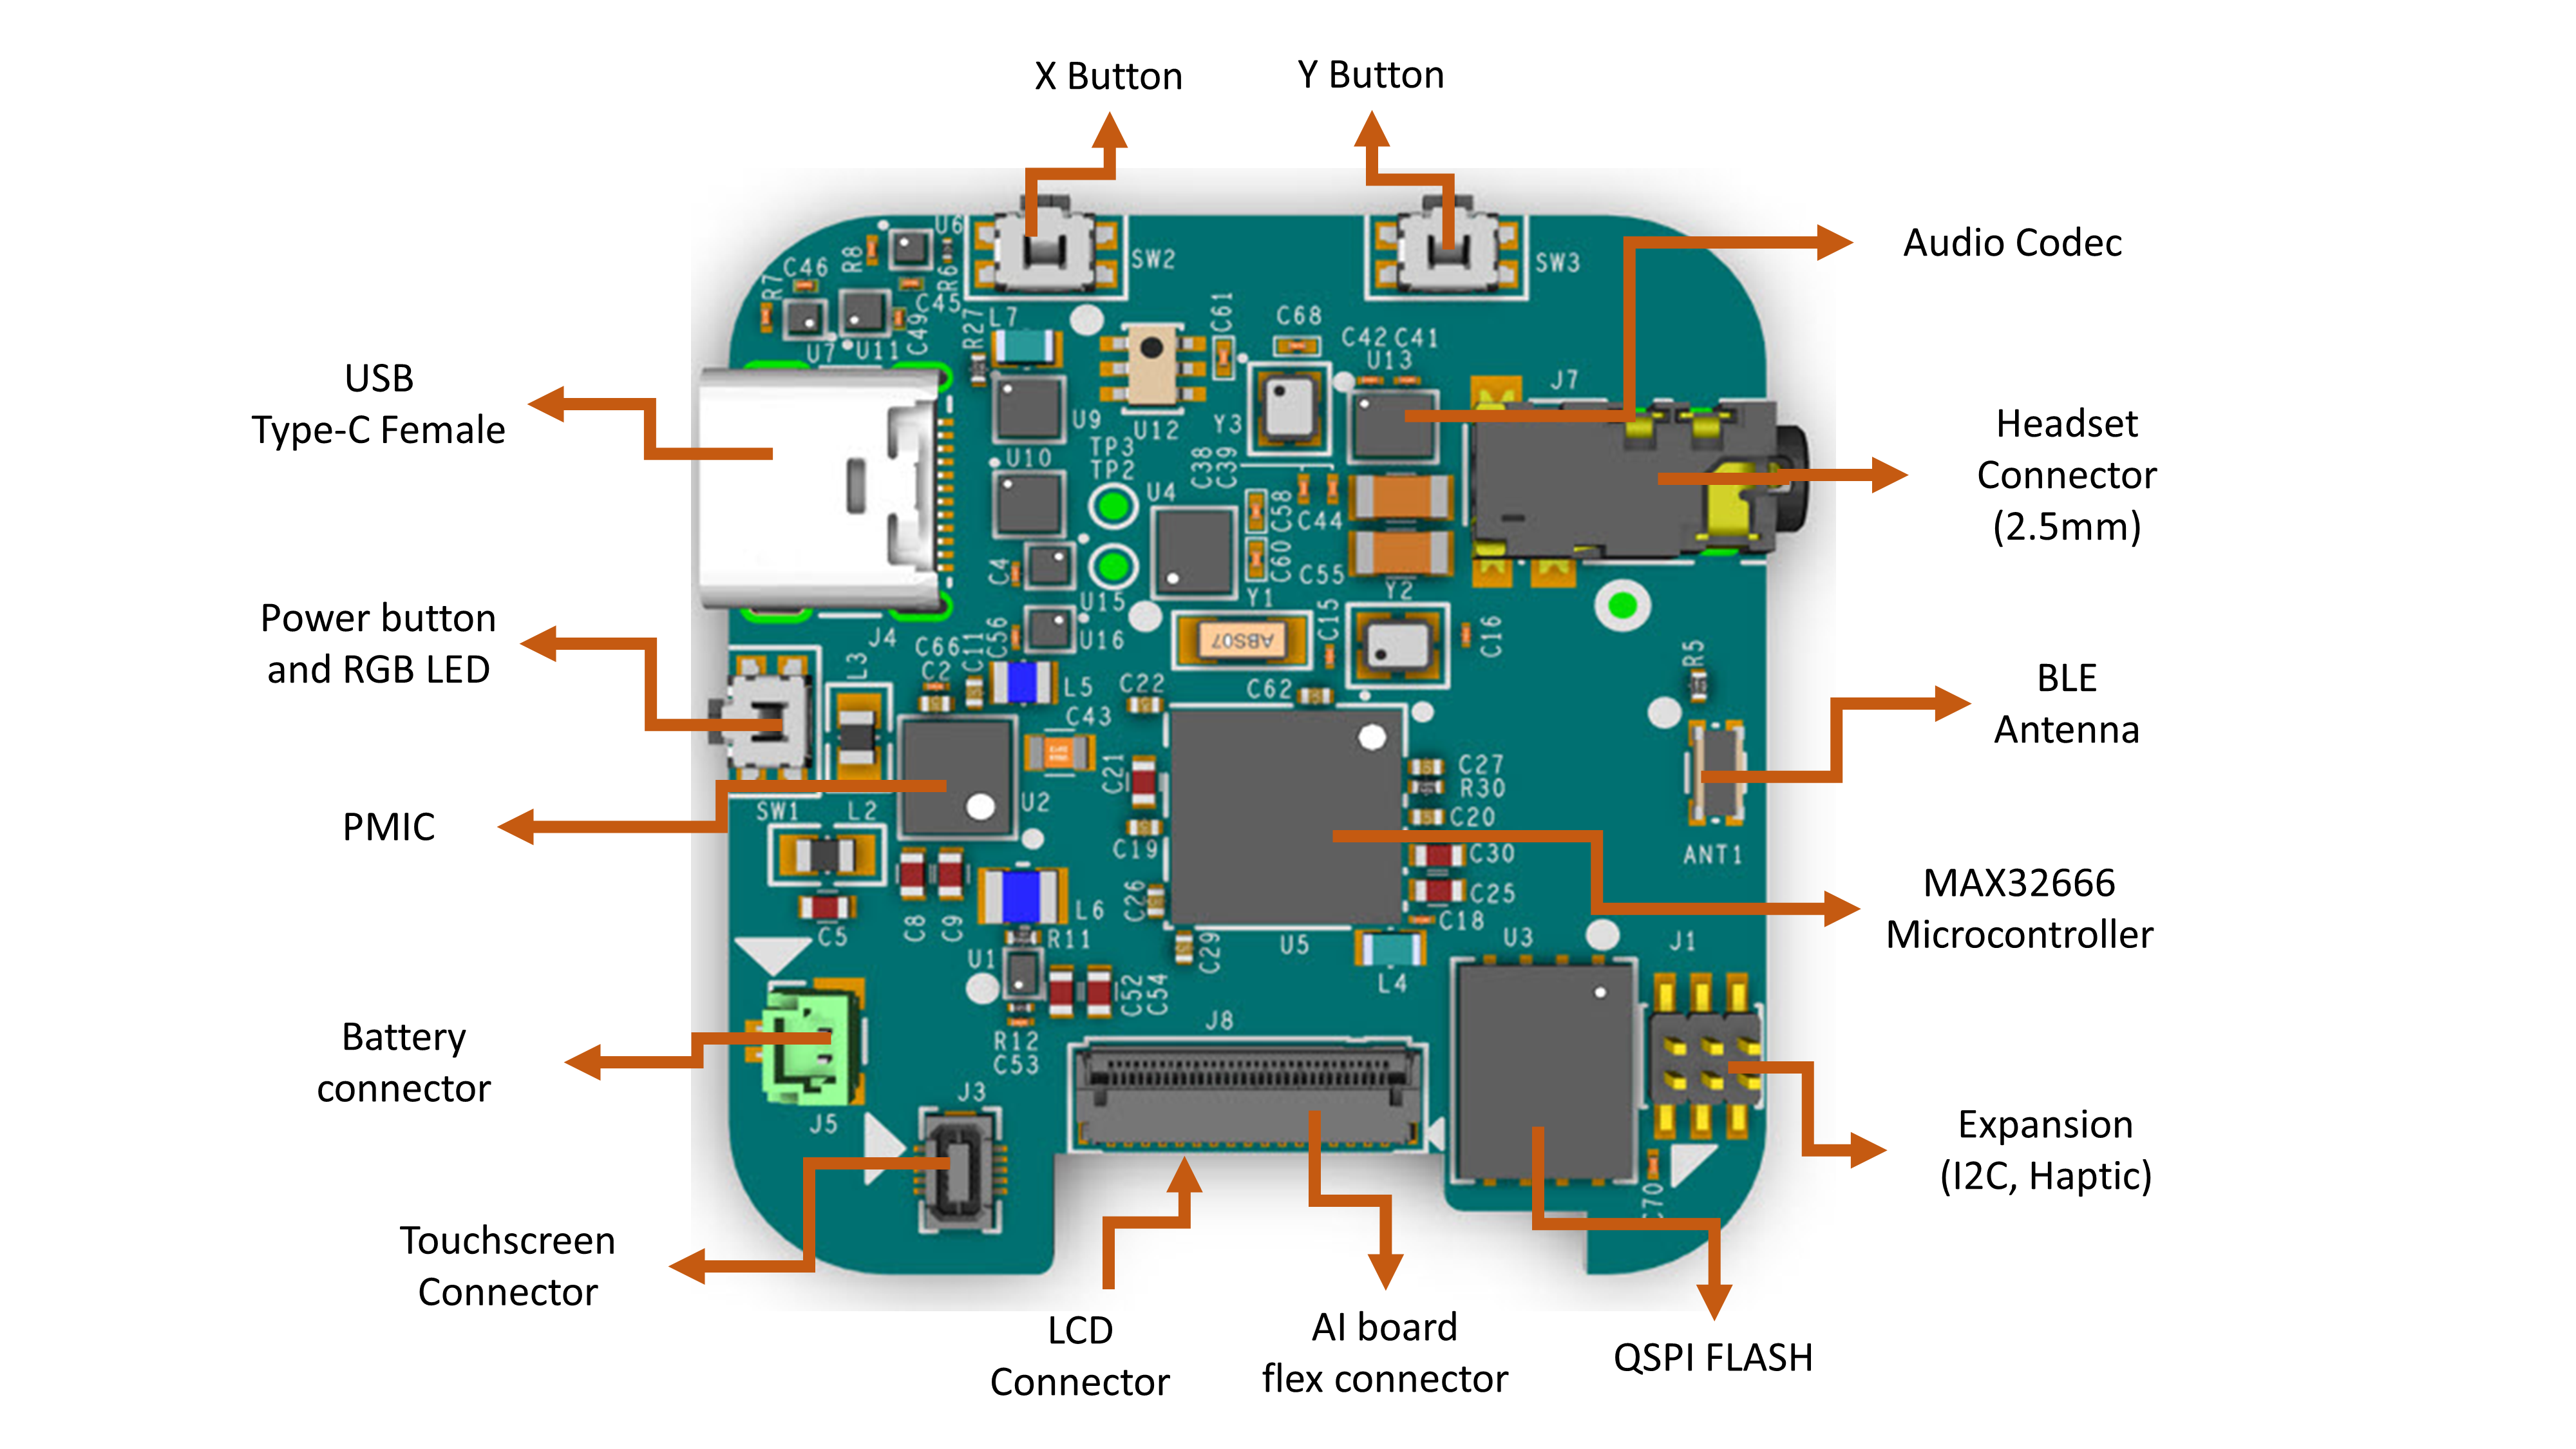 X Button
Y Button
Audio Codec
USB
Type-C Female
Headset
Connector
(2.5mm)
Power button
and RGB LED
BLE
Antenna
PMIC
MAX32666
Microcontroller
Battery
connector
Expansion
(I2C, Haptic)
Touchscreen
Connector
LCD
Connector
AI board
flex connector
QSPI FLASH
U6
SW2
SW3
R8
C46
R7
R6
C45
C49
U7
U11
R27
L7
C61
C68
C42 C41
U13
J7
U9
U12
Y3
TP3
TP2
U10
U4
C38
C39
C58
C44
C60
C55
C4
U15
Y1
Y2
C15
C16
ABS07
C56
U16
J4
C66
C2
C11
L3
L5
C22
C62
R5
C43
C21
C27
R30
U2
C20
SW1
L2
C19
C30
ANT1
C26
C25
C18
C8
C9
L6
C5
R11
U1
C29
U5
L4
U3
J1
C52
C54
R12
C53
J8
J3
J5
C70